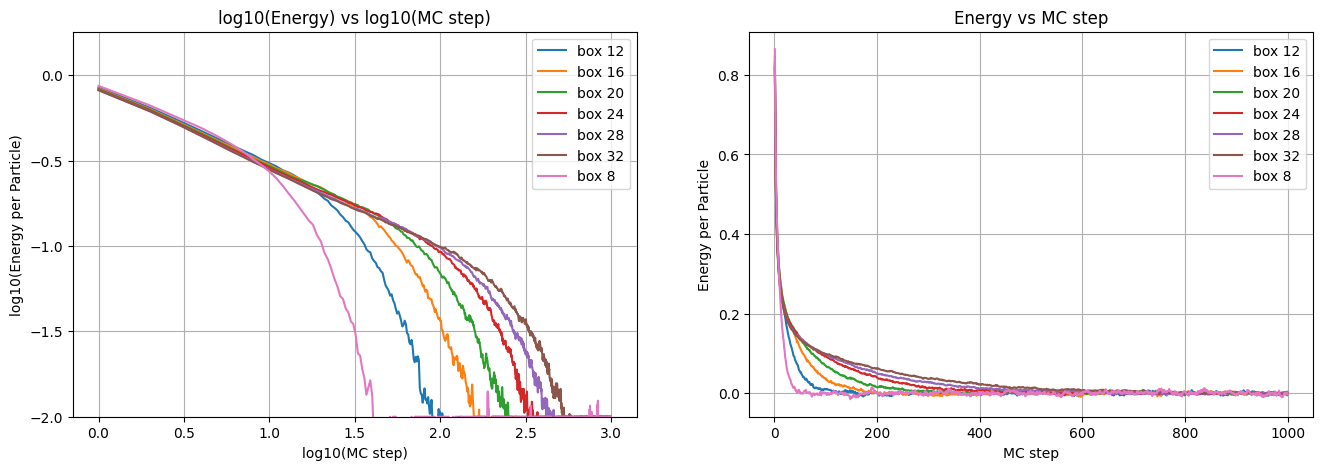 log10(Energy) vs log10(MC step)
log10(Energy per Particle)
0.0
−0.5
−1.0
−1.5
−2.0
0.0 0.5 1.0 1.5 2.0 2.5 3.0
log10(MC step)
box 12
box 16
box 20
box 24
box 28
box 32
box 8
Energy vs MC step
Energy per Particle
0.8
0.6
0.4
0.2
0.0
0 200 400 600 800 1000
MC step
box 12
box 16
box 20
box 24
box 28
box 32
box 8